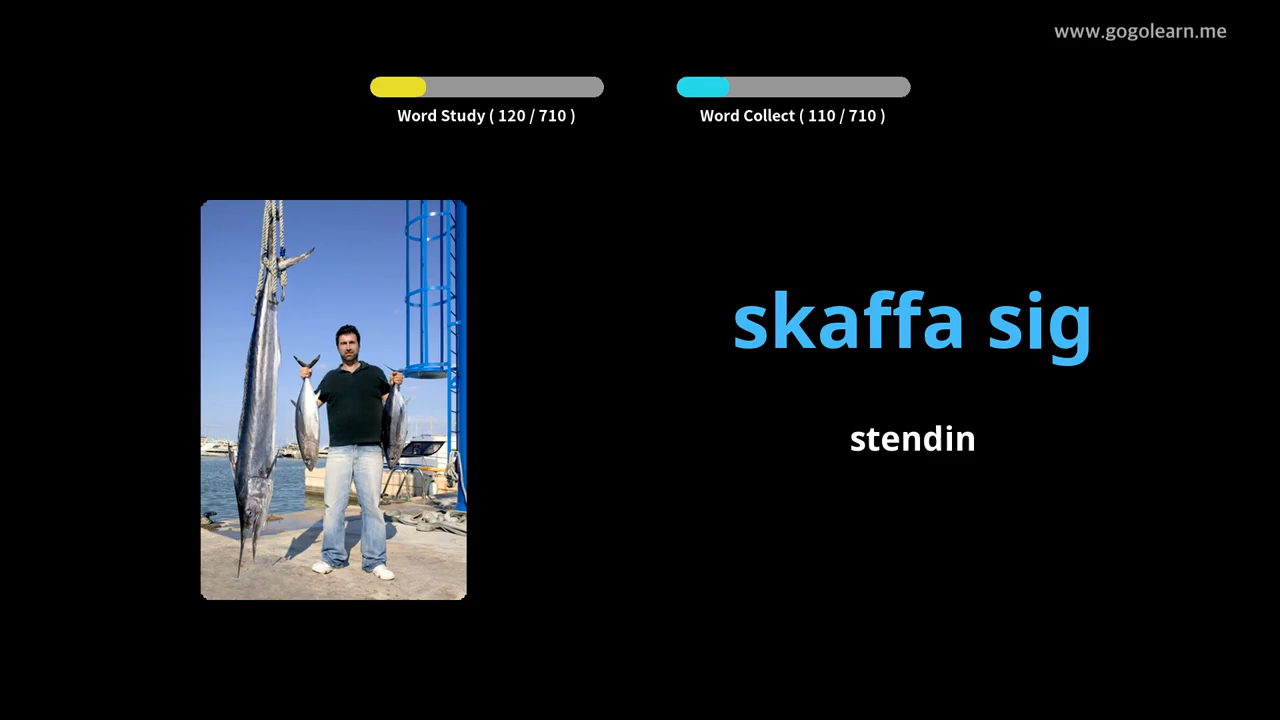 www.gogolearn.me
Word Study ( 120 / 710 )
Word Collect ( 110 / 710 )
skaffa sig
stendin